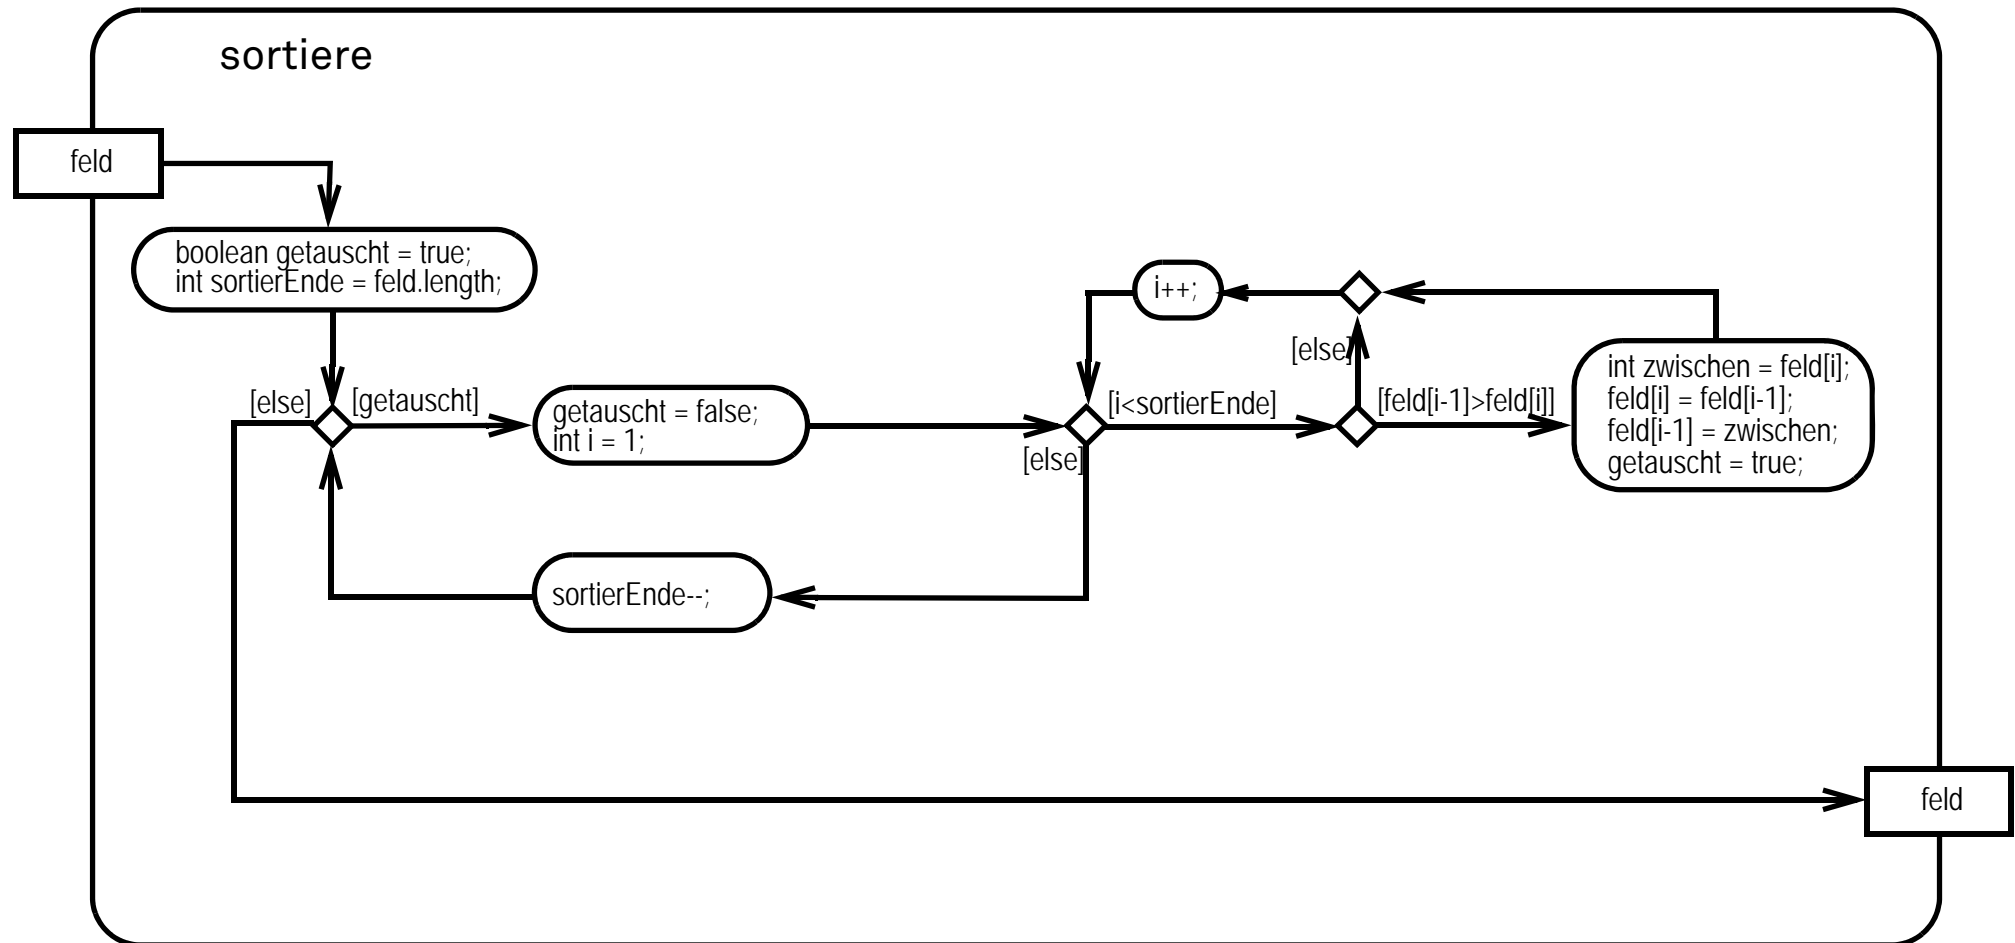 sortiere
feld
boolean getauscht = true;
int sortierEnde = feld.length;
[else]
[getauscht]
getauscht = false;
int i = 1;
sortierEnde--;
i++;
[i<sortierEnde]
[else]
[else]
[feld[i-1]>feld[i]]
int zwischen = feld[i];
feld[i] = feld[i-1];
feld[i-1] = zwischen;
getauscht = true;
feld